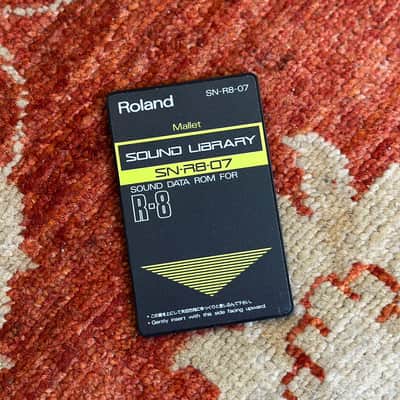 Roland SN-R8-07
Mallet
SOUND LIBRARY
SN-R8-07
SOUND DATA ROM FOR
R-8
• Gently insert with this side facing upward.